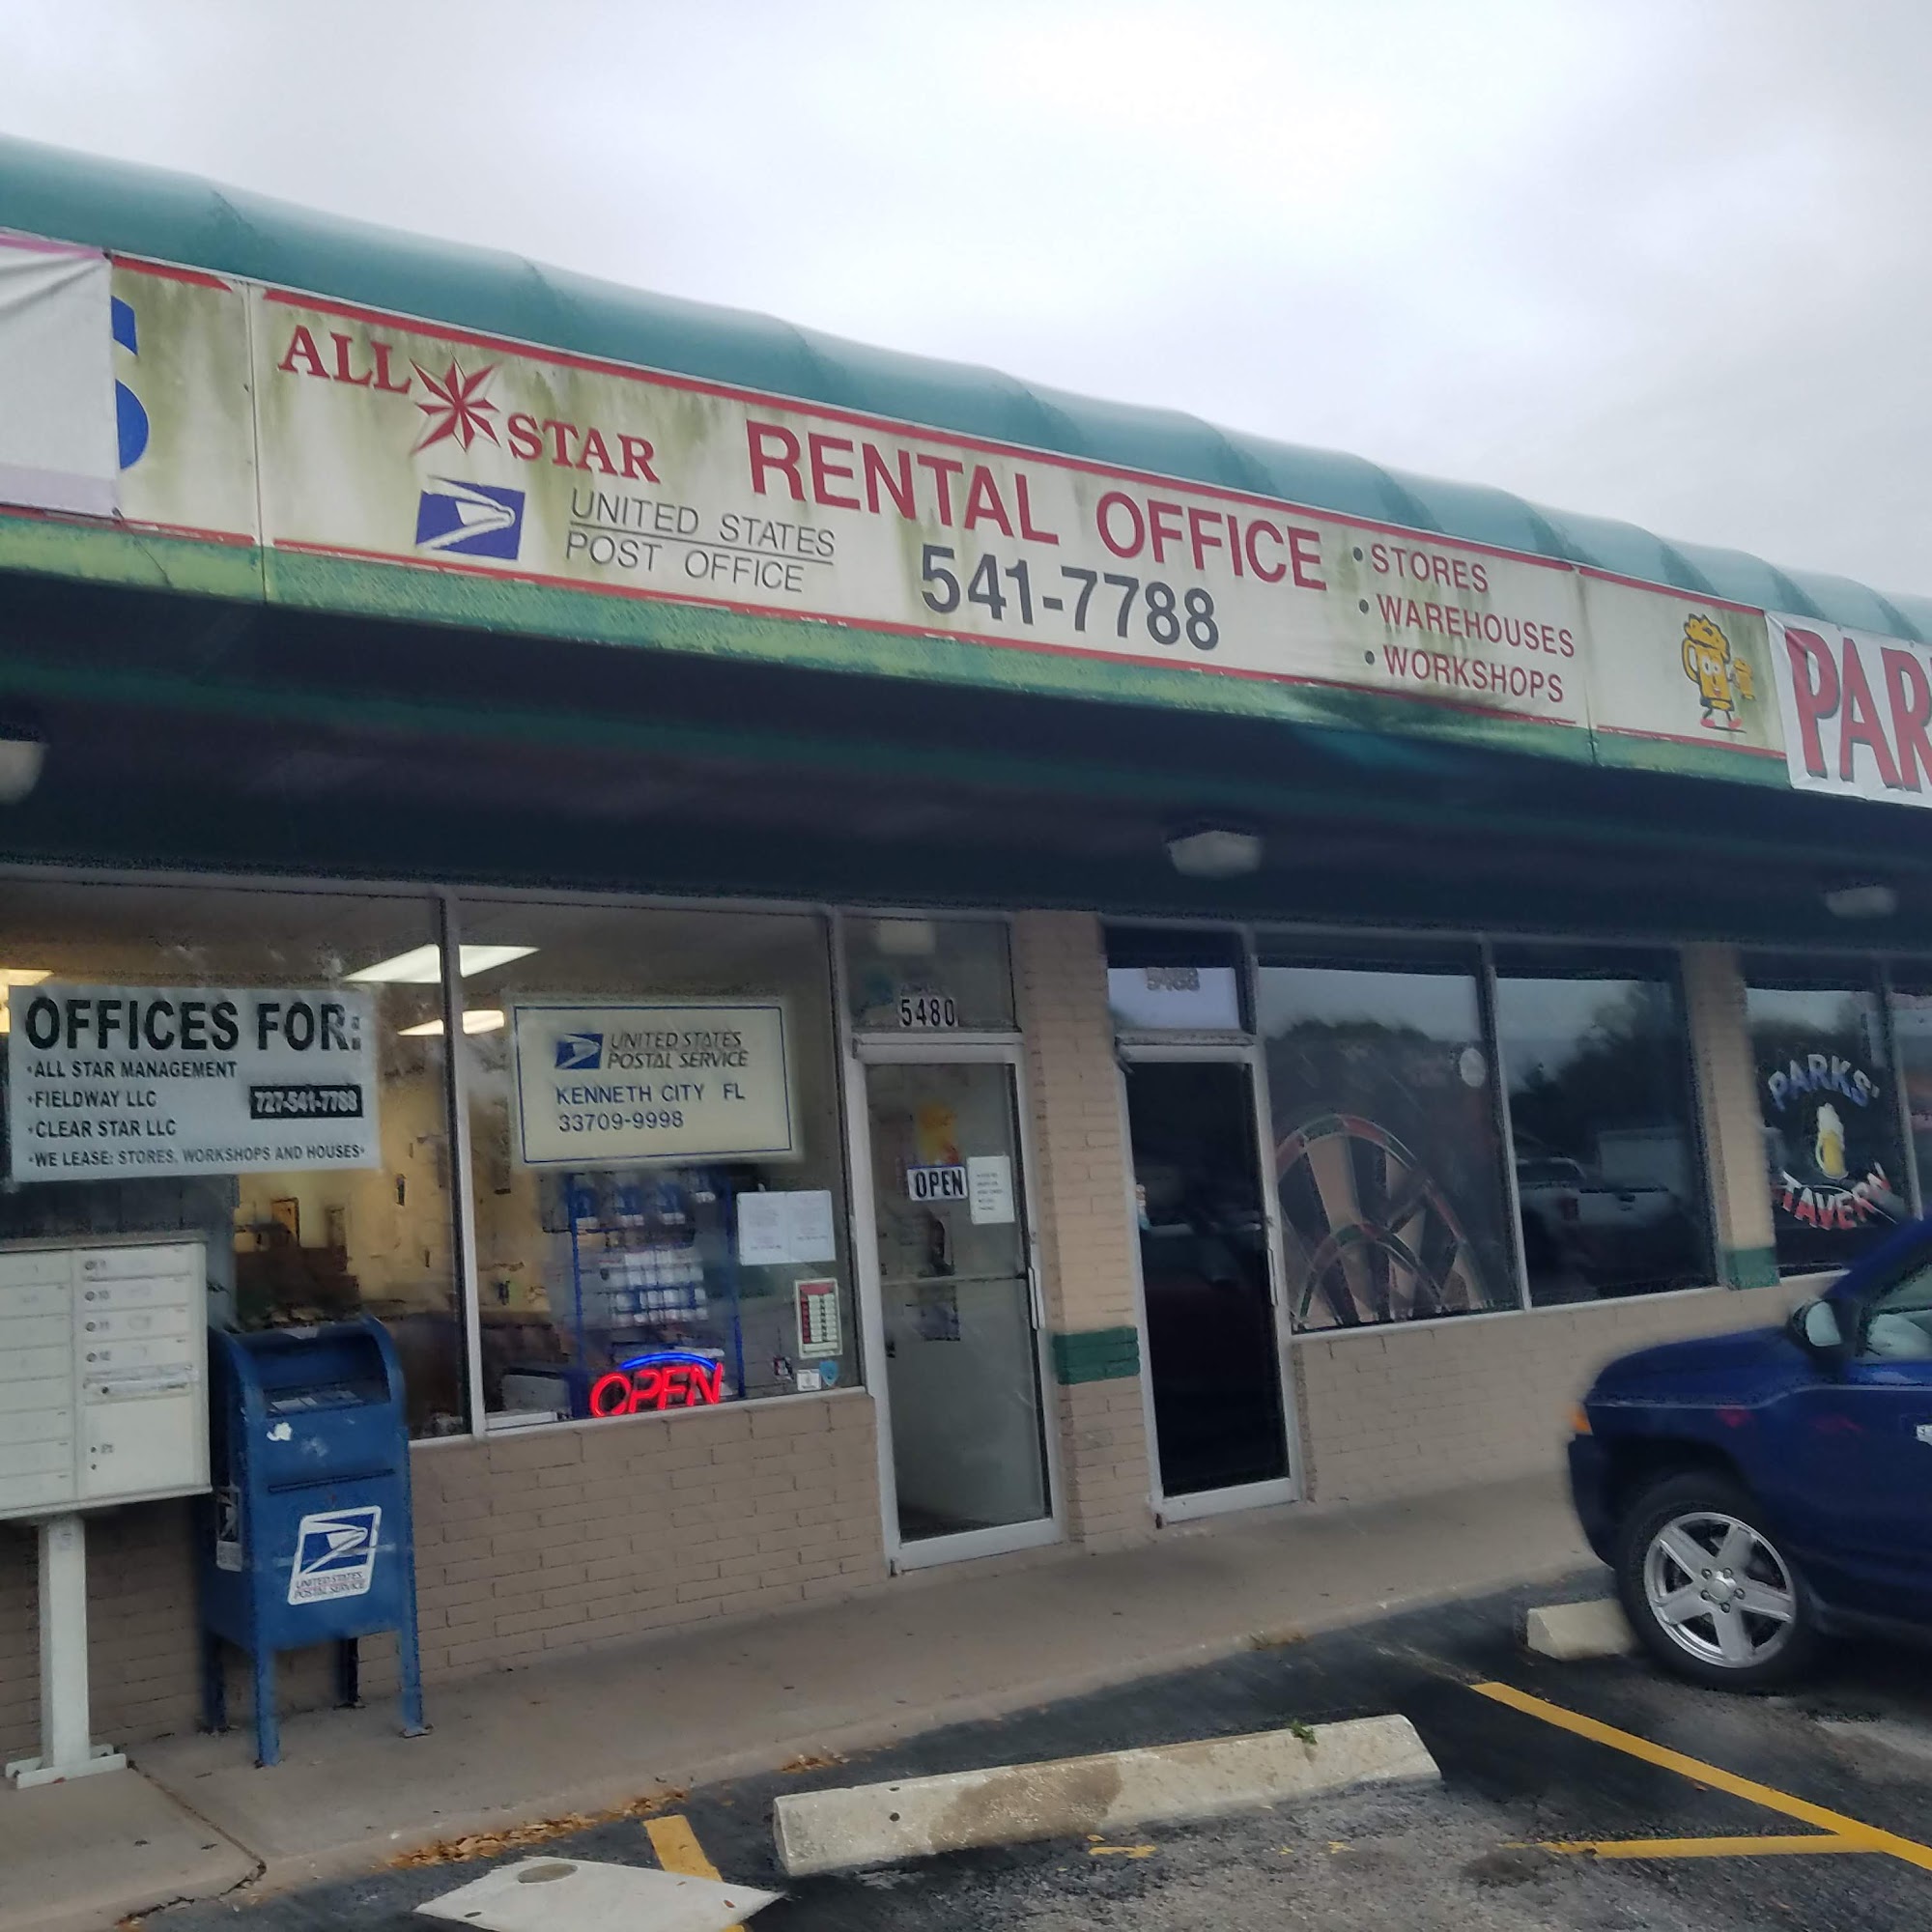 S
ALL STAR
RENTAL OFFICE
UNITED STATES
POST OFFICE
541-7788
• STORES
• WAREHOUSES
• WORKSHOPS
PAR
OFFICES FOR:
•ALL STAR MANAGEMENT
•FIELDWAY LLC
727-541-7788
•CLEAR STAR LLC
•WE LEASE: STORES, WORKSHOPS AND HOUSES•
UNITED STATES
POSTAL SERVICE
KENNETH CITY FL
33709-9998
5480
OPEN
OPEN
5488
PARKS'
TAVERN
UNITED STATES
POSTAL SERVICE